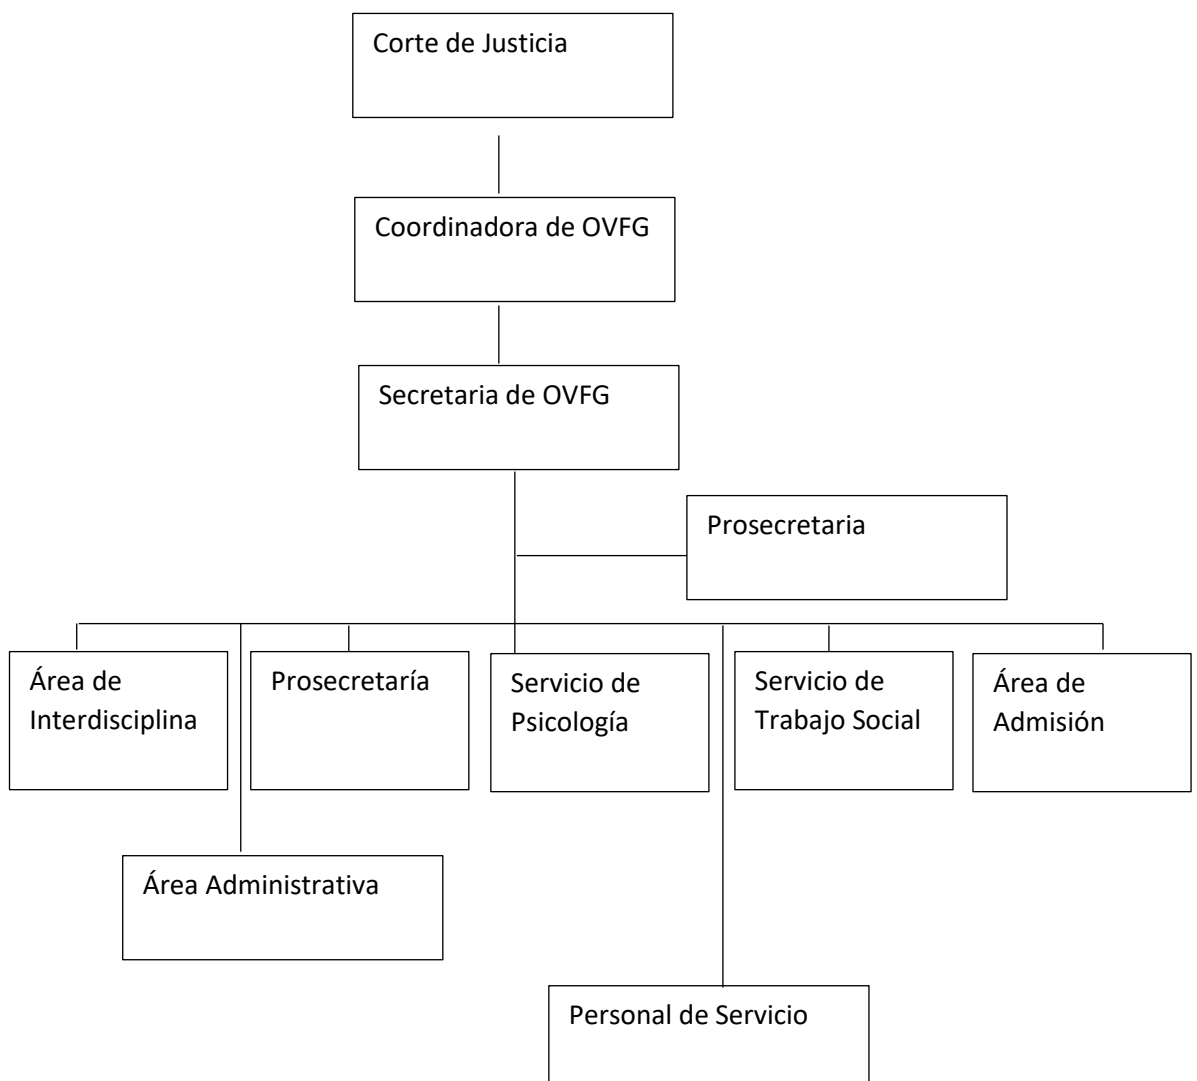 Corte de Justicia
Coordinadora de OVFG
Secretaria de OVFG
Prosecretaria
Área de
Interdisciplina
Prosecretaría
Servicio de
Psicología
Servicio de
Trabajo Social
Área de
Admisión
Área Administrativa
Personal de Servicio